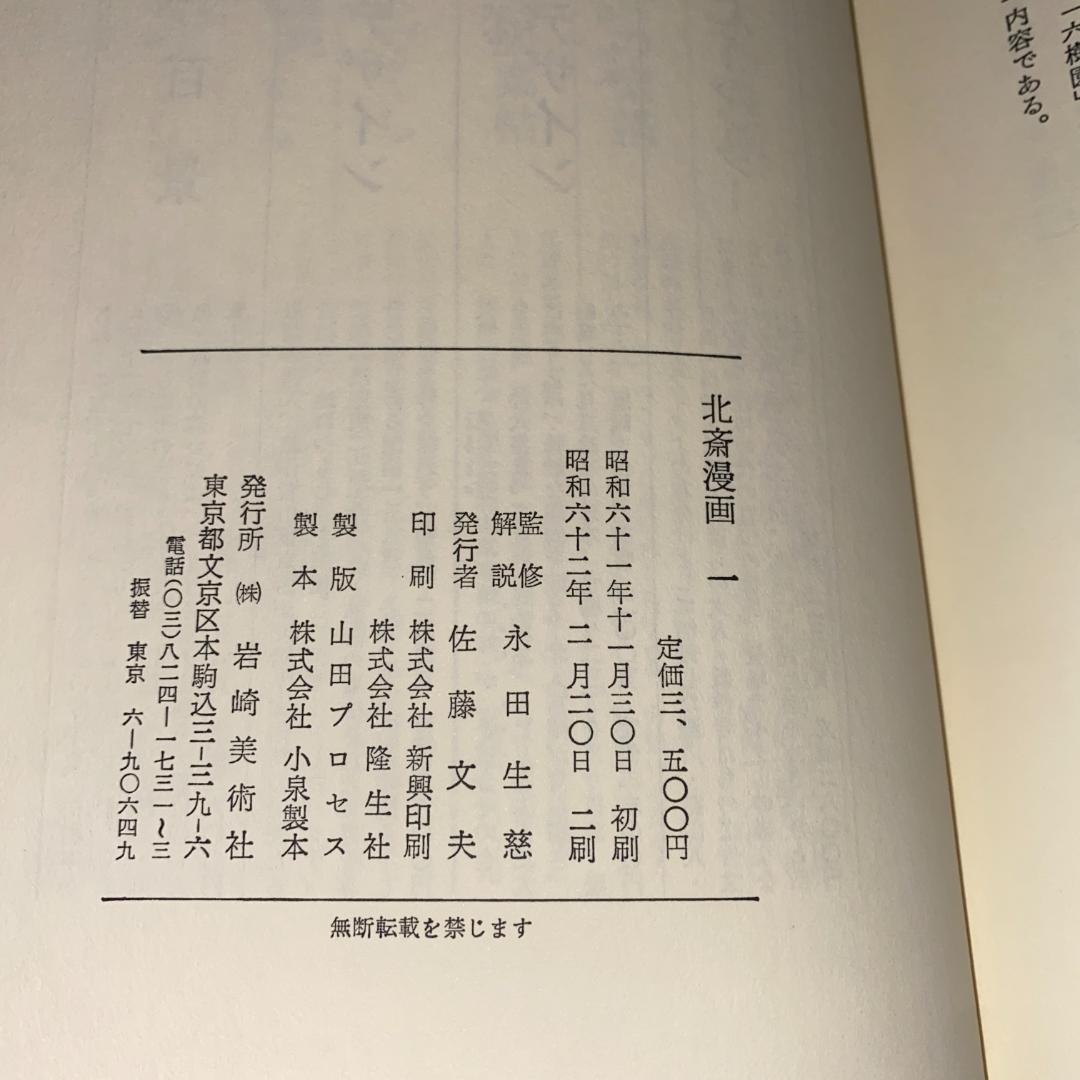 一六樹園」
内容である。
北斎漫画 一
定価三、五〇〇円
昭和六十一年十一月三〇日 初刷
昭和六十二年 二 月二〇日 二刷
監修
解説 永田生慈
発行者 佐藤文夫
印刷 株式会社 新興印刷
株式会社 隆生社
製版 山田プロセス
製本 株式会社 小泉製本
発行所 ㈱ 岩崎美術社
東京都文京区本駒込三−三九−六
電話(〇三)八二四−一七三一〜三
振替 東京 六−九〇六四九
無断転載を禁じます